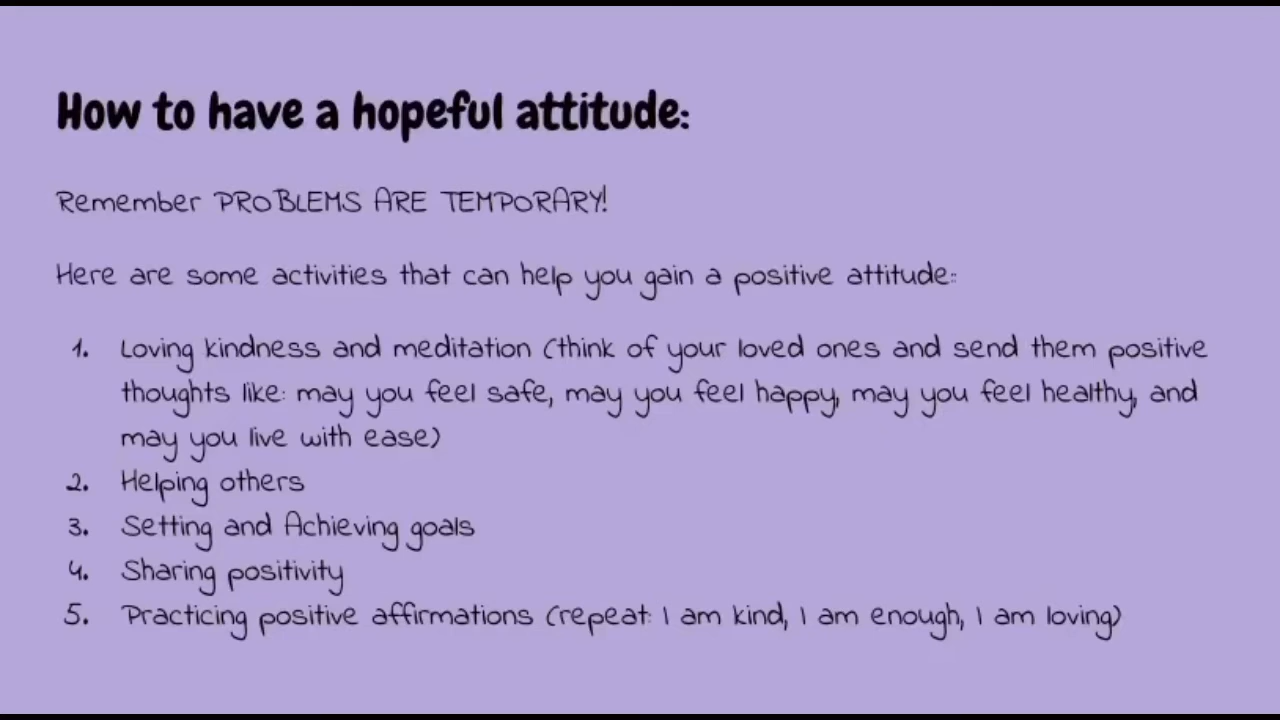 How to have a hopeful attitude:
Remember PROBLEMS ARE TEMPORARY!
Here are some activities that can help you gain a positive attitude::
1. Loving kindness and meditation (think of your loved ones and send them positive
thoughts like: may you feel safe, may you feel happy, may you feel healthy, and
may you live with ease)
2. Helping others
3. Setting and Achieving goals
4. Sharing positivity
5. Practicing positive affirmations (repeat: I am kind, I am enough, I am loving)